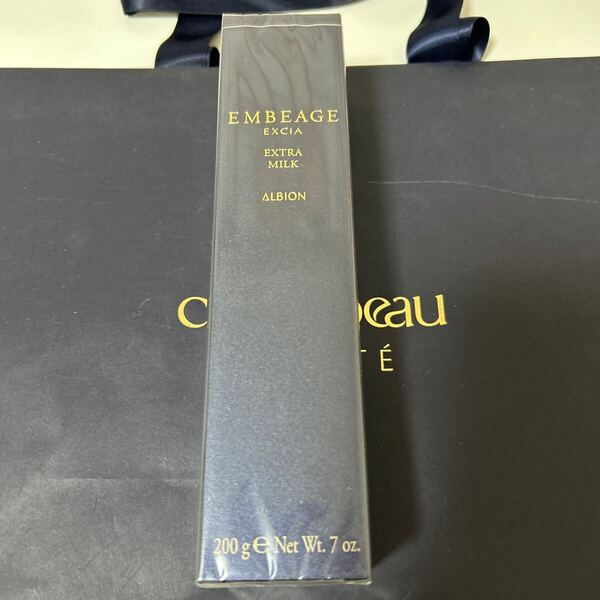 EMBEAGE
EXCIA
EXTRA
MILK
ALBION
200 g ℮ Net Wt. 7 oz.